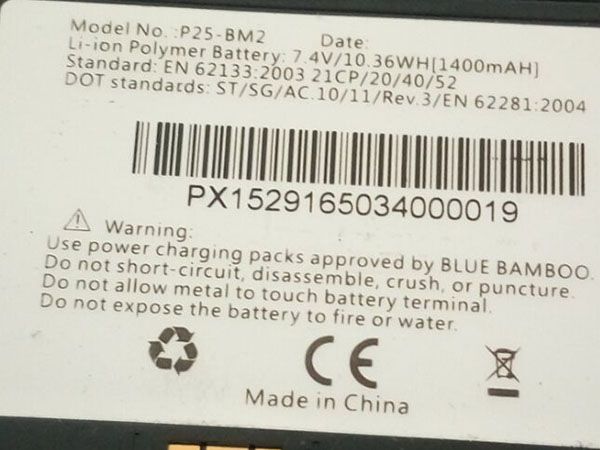 Model No. :P25-BM2 Date:
Li-ion Polymer Battery: 7.4V/10.36WH[1400mAH]
Standard: EN 62133:2003 21CP/20/40/52
DOT standards: ST/SG/AC.10/11/Rev.3/EN 62281:2004
PX1529165034000019
Warning:
Use power charging packs approved by BLUE BAMBOO.
Do not short-circuit, disassemble, crush, or puncture.
Do not allow metal to touch battery terminal.
Do not expose the battery to fire or water.
CE
Made in China